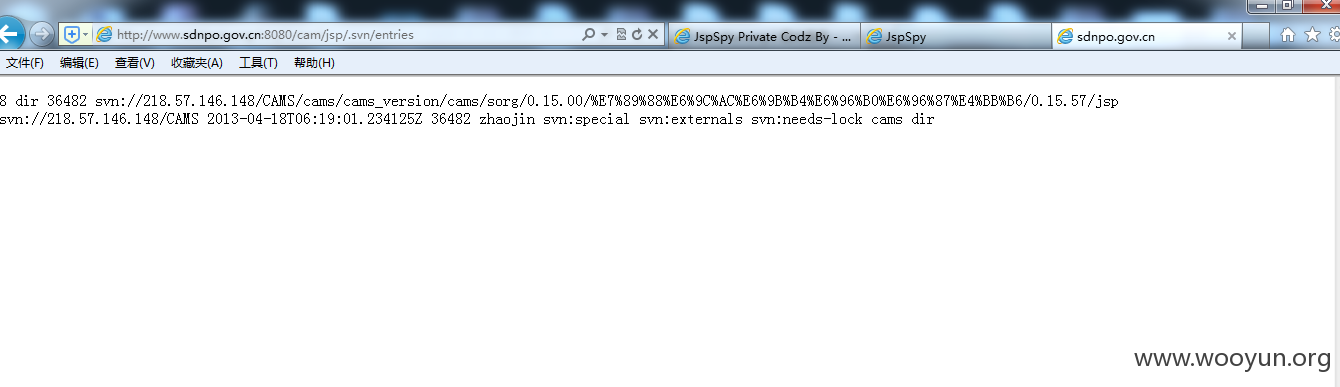 http://www.sdnpo.gov.cn:8080/cam/jsp/.svn/entries
JspSpy Private Codz By - ...
JspSpy
sdnpo.gov.cn
文件(F) 编辑(E) 查看(V) 收藏夹(A) 工具(T) 帮助(H)
8 dir 36482 svn://218.57.146.148/CAMS/cams/cams_version/cams/sorg/0.15.00/%E7%89%88%E6%9C%AC%E6%9B%B4%E6%96%B0%E6%96%87%E4%BB%B6/0.15.57/jsp
svn://218.57.146.148/CAMS 2013-04-18T06:19:01.234125Z 36482 zhaojin svn:special svn:externals svn:needs-lock cams dir
www.wooyun.org